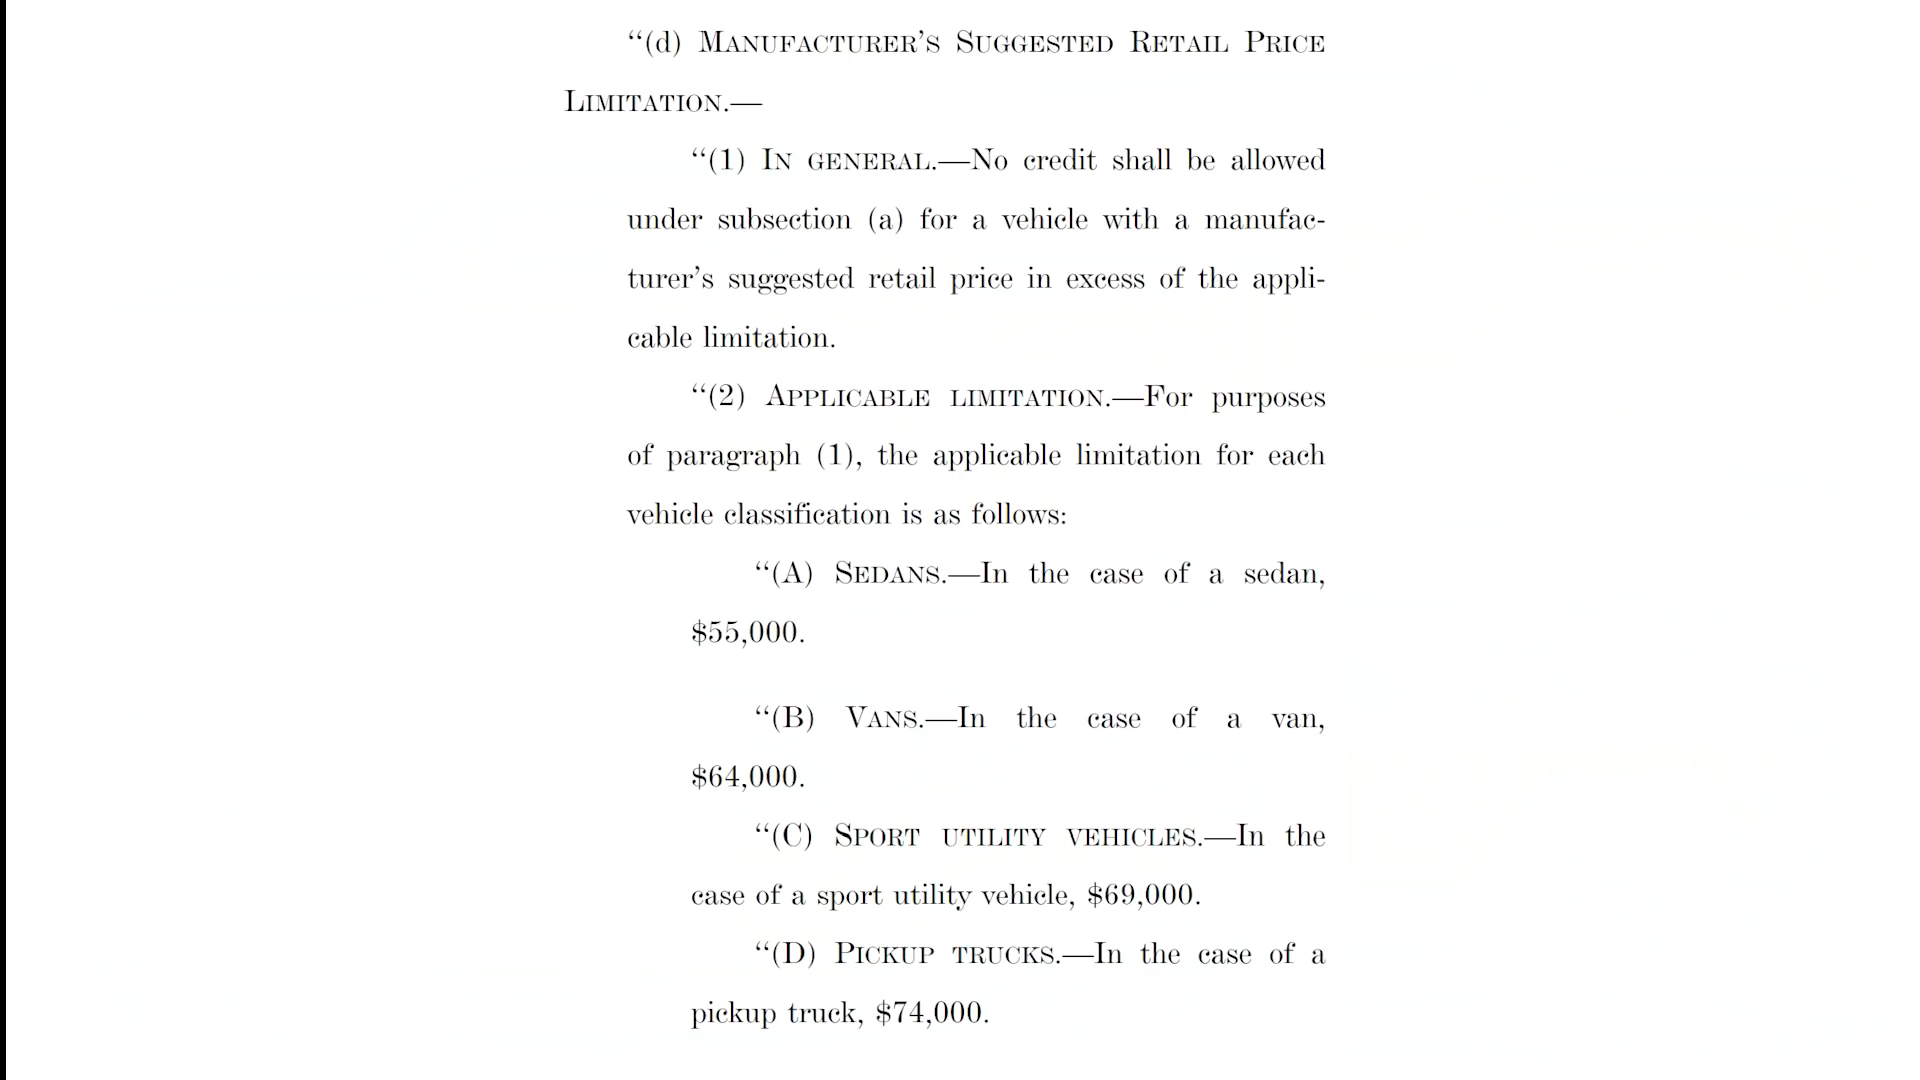 “(d) MANUFACTURER’S SUGGESTED RETAIL PRICE
LIMITATION.—
“(1) IN GENERAL.—No credit shall be allowed
under subsection (a) for a vehicle with a manufac-
turer’s suggested retail price in excess of the appli-
cable limitation.
“(2) APPLICABLE LIMITATION.—For purposes
of paragraph (1), the applicable limitation for each
vehicle classification is as follows:
“(A) SEDANS.—In the case of a sedan,
$55,000.
“(B) VANS.—In the case of a van,
$64,000.
“(C) SPORT UTILITY VEHICLES.—In the
case of a sport utility vehicle, $69,000.
“(D) PICKUP TRUCKS.—In the case of a
pickup truck, $74,000.